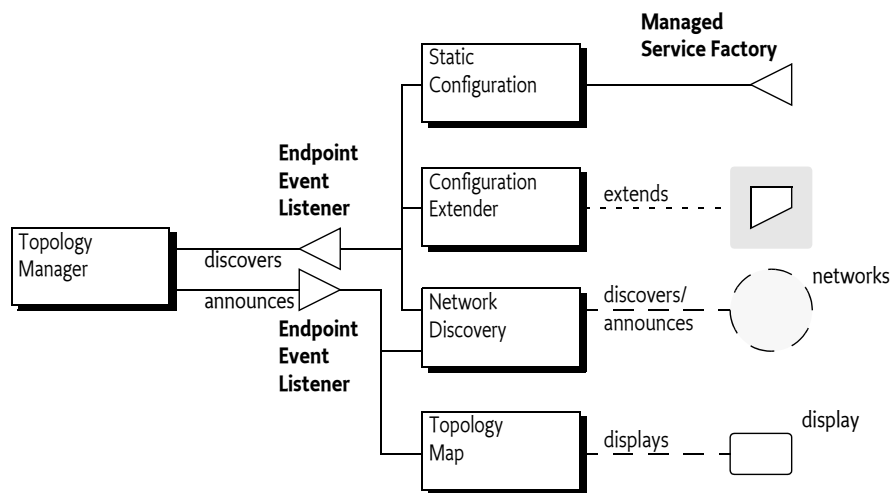 Managed
Service Factory
Static
Configuration
Endpoint
Event
Listener
Configuration
Extender
extends
Topology
Manager
discovers
announces
networks
Network
Discovery
discovers/
announces
Endpoint
Event
Listener
Topology
Map
displays
display